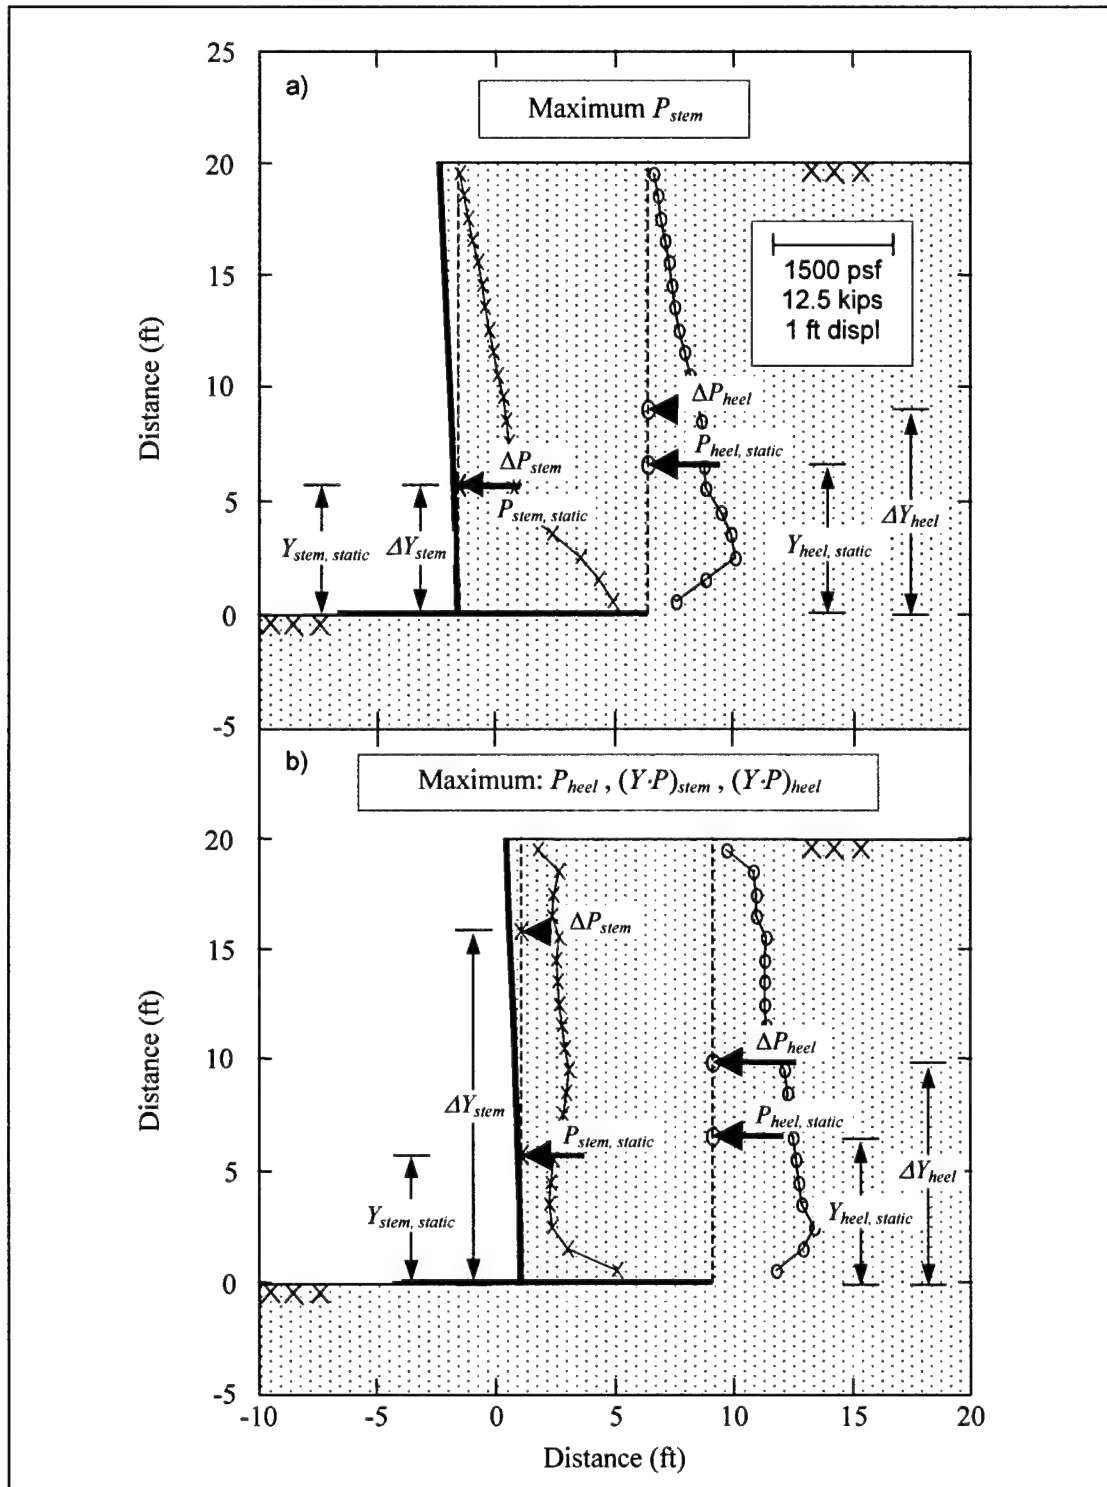 25
a)
Maximum P_stem
20
15
10
5
0
-5
Distance (ft)
1500 psf
12.5 kips
1 ft displ
ΔP_heel
P_heel, static
ΔP_stem
P_stem, static
Y_stem, static
ΔY_stem
Y_heel, static
ΔY_heel
b)
Maximum: P_heel , (Y·P)_stem , (Y·P)_heel
20
15
10
5
0
-5
Distance (ft)
ΔP_stem
ΔP_heel
ΔY_stem
P_stem, static
P_heel, static
Y_stem, static
ΔY_heel
Y_heel, static
-10 -5 0 5 10 15 20
Distance (ft)